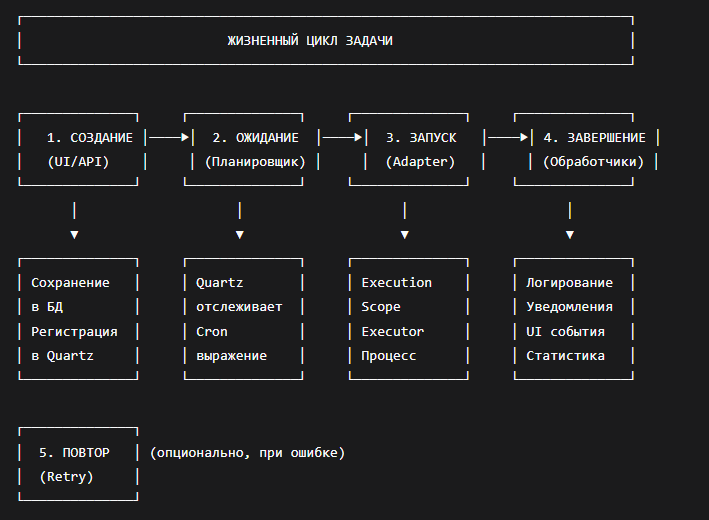 ЖИЗНЕННЫЙ ЦИКЛ ЗАДАЧИ
1. СОЗДАНИЕ 2. ОЖИДАНИЕ 3. ЗАПУСК 4. ЗАВЕРШЕНИЕ
(UI/API) (Планировщик) (Adapter) (Обработчики)
Сохранение Quartz Execution Логирование
в БД отслеживает Scope Уведомления
Регистрация Cron Executor UI события
в Quartz выражение Процесс Статистика
5. ПОВТОР (опционально, при ошибке)
(Retry)